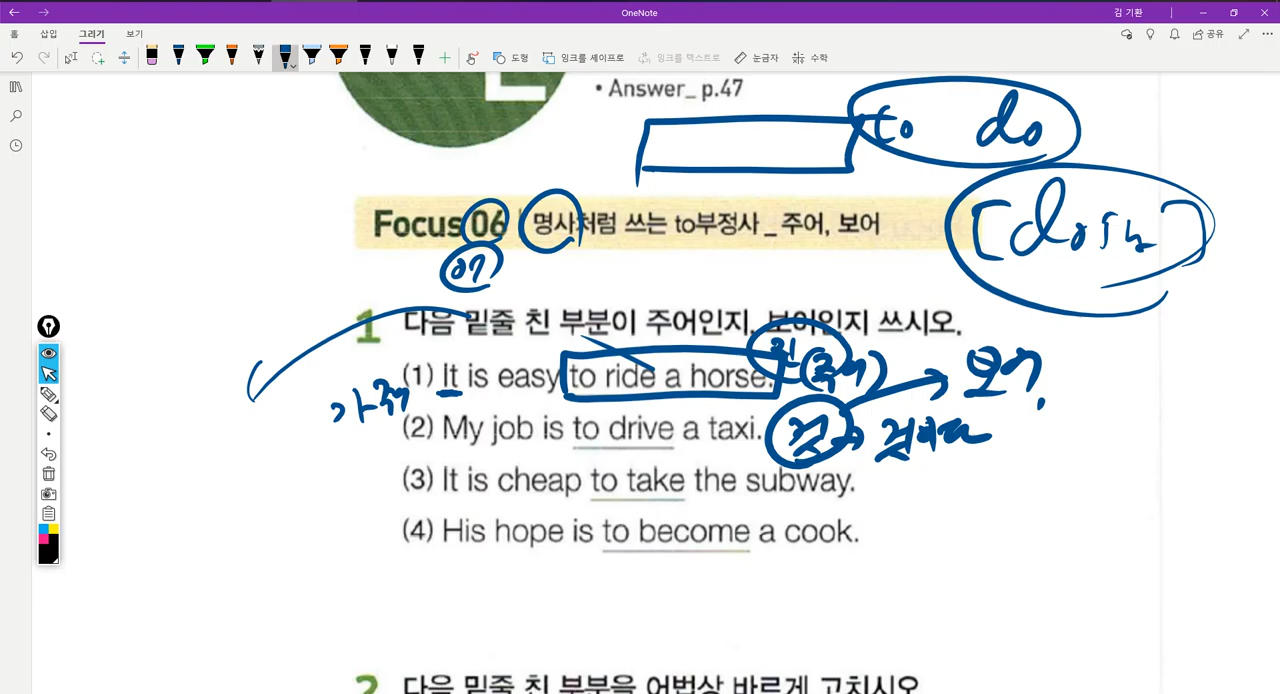 OneNote
김 기환
홈 삽입 그리기 보기
공유
도형 잉크를 셰이프로 잉크를 텍스트로 눈금자 수학
• Answer_ p.47
to do
Focus 06 명사처럼 쓰는 to부정사 _ 주어, 보어
1 다음 밑줄 친 부분이 주어인지, 보어인지 쓰시오.
(1) It is easy to ride a horse.
진(주어)
보어
가주어
(2) My job is to drive a taxi.
(3) It is cheap to take the subway.
(4) His hope is to become a cook.
2 다음 밑줄 친 부분을 어법상 바르게 고치시오